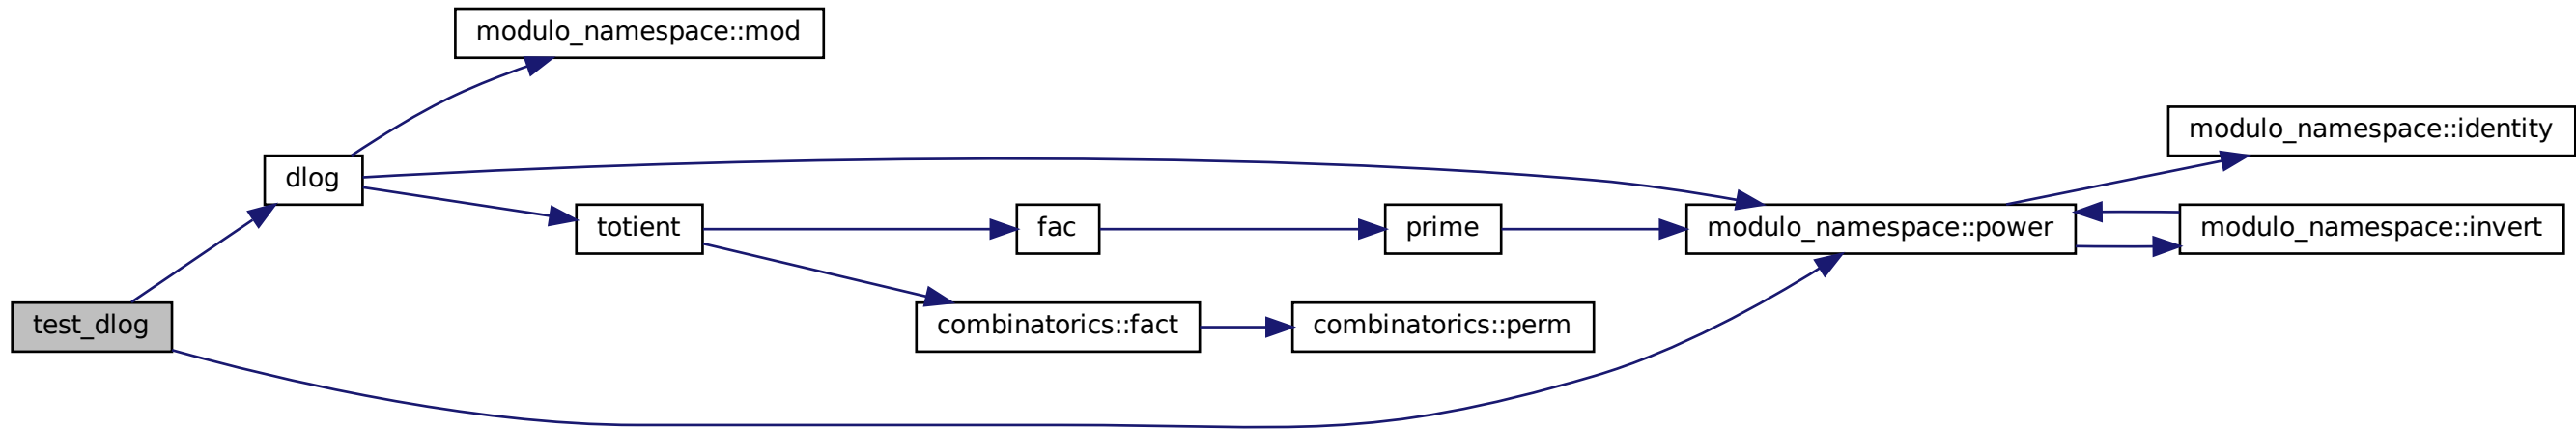 modulo_namespace::mod
modulo_namespace::identity
dlog
totient
fac
prime
modulo_namespace::power
modulo_namespace::invert
test_dlog
combinatorics::fact
combinatorics::perm